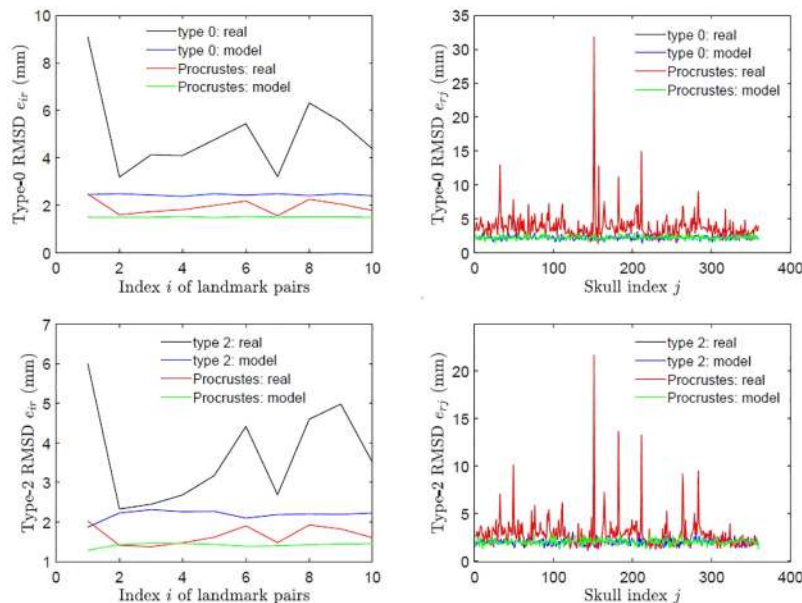 type 0: real
type 0: model
Procrustes: real
Procrustes: model
Type-0 RMSD e_ir (mm)
10
8
6
4
2
0
0 2 4 6 8 10
Index i of landmark pairs
type 0: real
type 0: model
Procrustes: real
Procrustes: model
Type-0 RMSD e_rj (mm)
35
30
25
20
15
10
5
0
0 100 200 300 400
Skull index j
type 2: real
type 2: model
Procrustes: real
Procrustes: model
Type-2 RMSD e_ir (mm)
7
6
5
4
3
2
1
0 2 4 6 8 10
Index i of landmark pairs
type 2: real
type 2: model
Procrustes: real
Procrustes: model
Type-2 RMSD e_rj (mm)
25
20
15
10
5
0
0 100 200 300 400
Skull index j